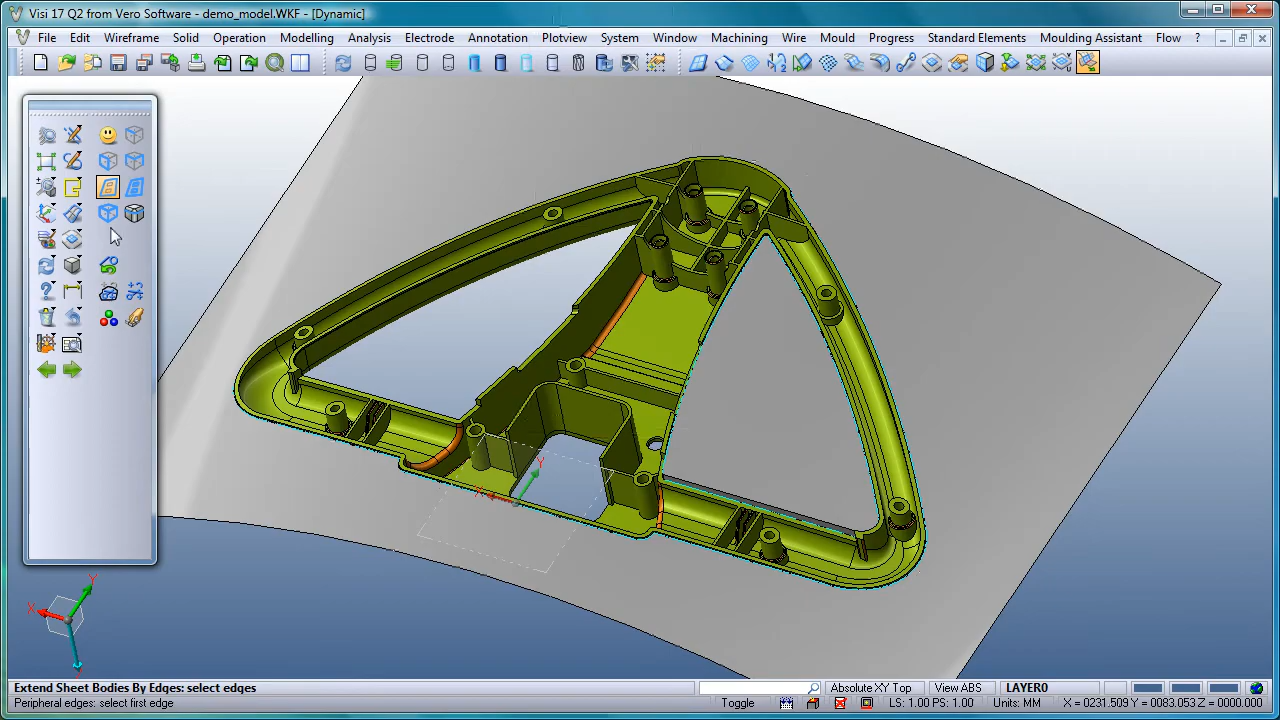 Visi 17 Q2 from Vero Software - demo_model.WKF - [Dynamic]
File Edit Wireframe Solid Operation Modelling Analysis Electrode Annotation Plotview System Window Machining Wire Mould Progress Standard Elements Moulding Assistant Flow ?
X Y
X Y
Extend Sheet Bodies By Edges: select edges
Absolute XY Top View ABS LAYER0
Peripheral edges: select first edge
Toggle LS: 1.00 PS: 1.00 Units: MM X = 0231.509 Y = 0083.053 Z = 0000.000